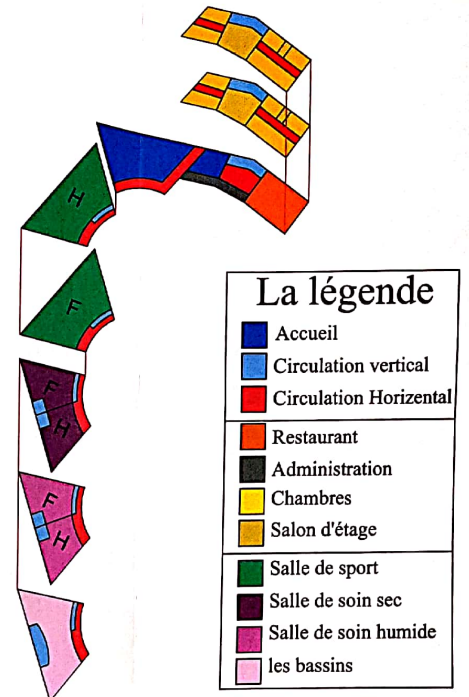 H
F
F
H
F
H
La légende
Accueil
Circulation vertical
Circulation Horizental
Restaurant
Administration
Chambres
Salon d'étage
Salle de sport
Salle de soin sec
Salle de soin humide
les bassins